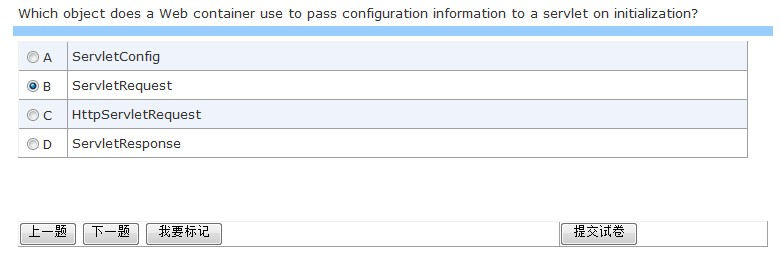 Which object does a Web container use to pass configuration information to a servlet on initialization?
A ServletConfig
B ServletRequest
C HttpServletRequest
D ServletResponse
上一题 下一题 我要标记 提交试卷